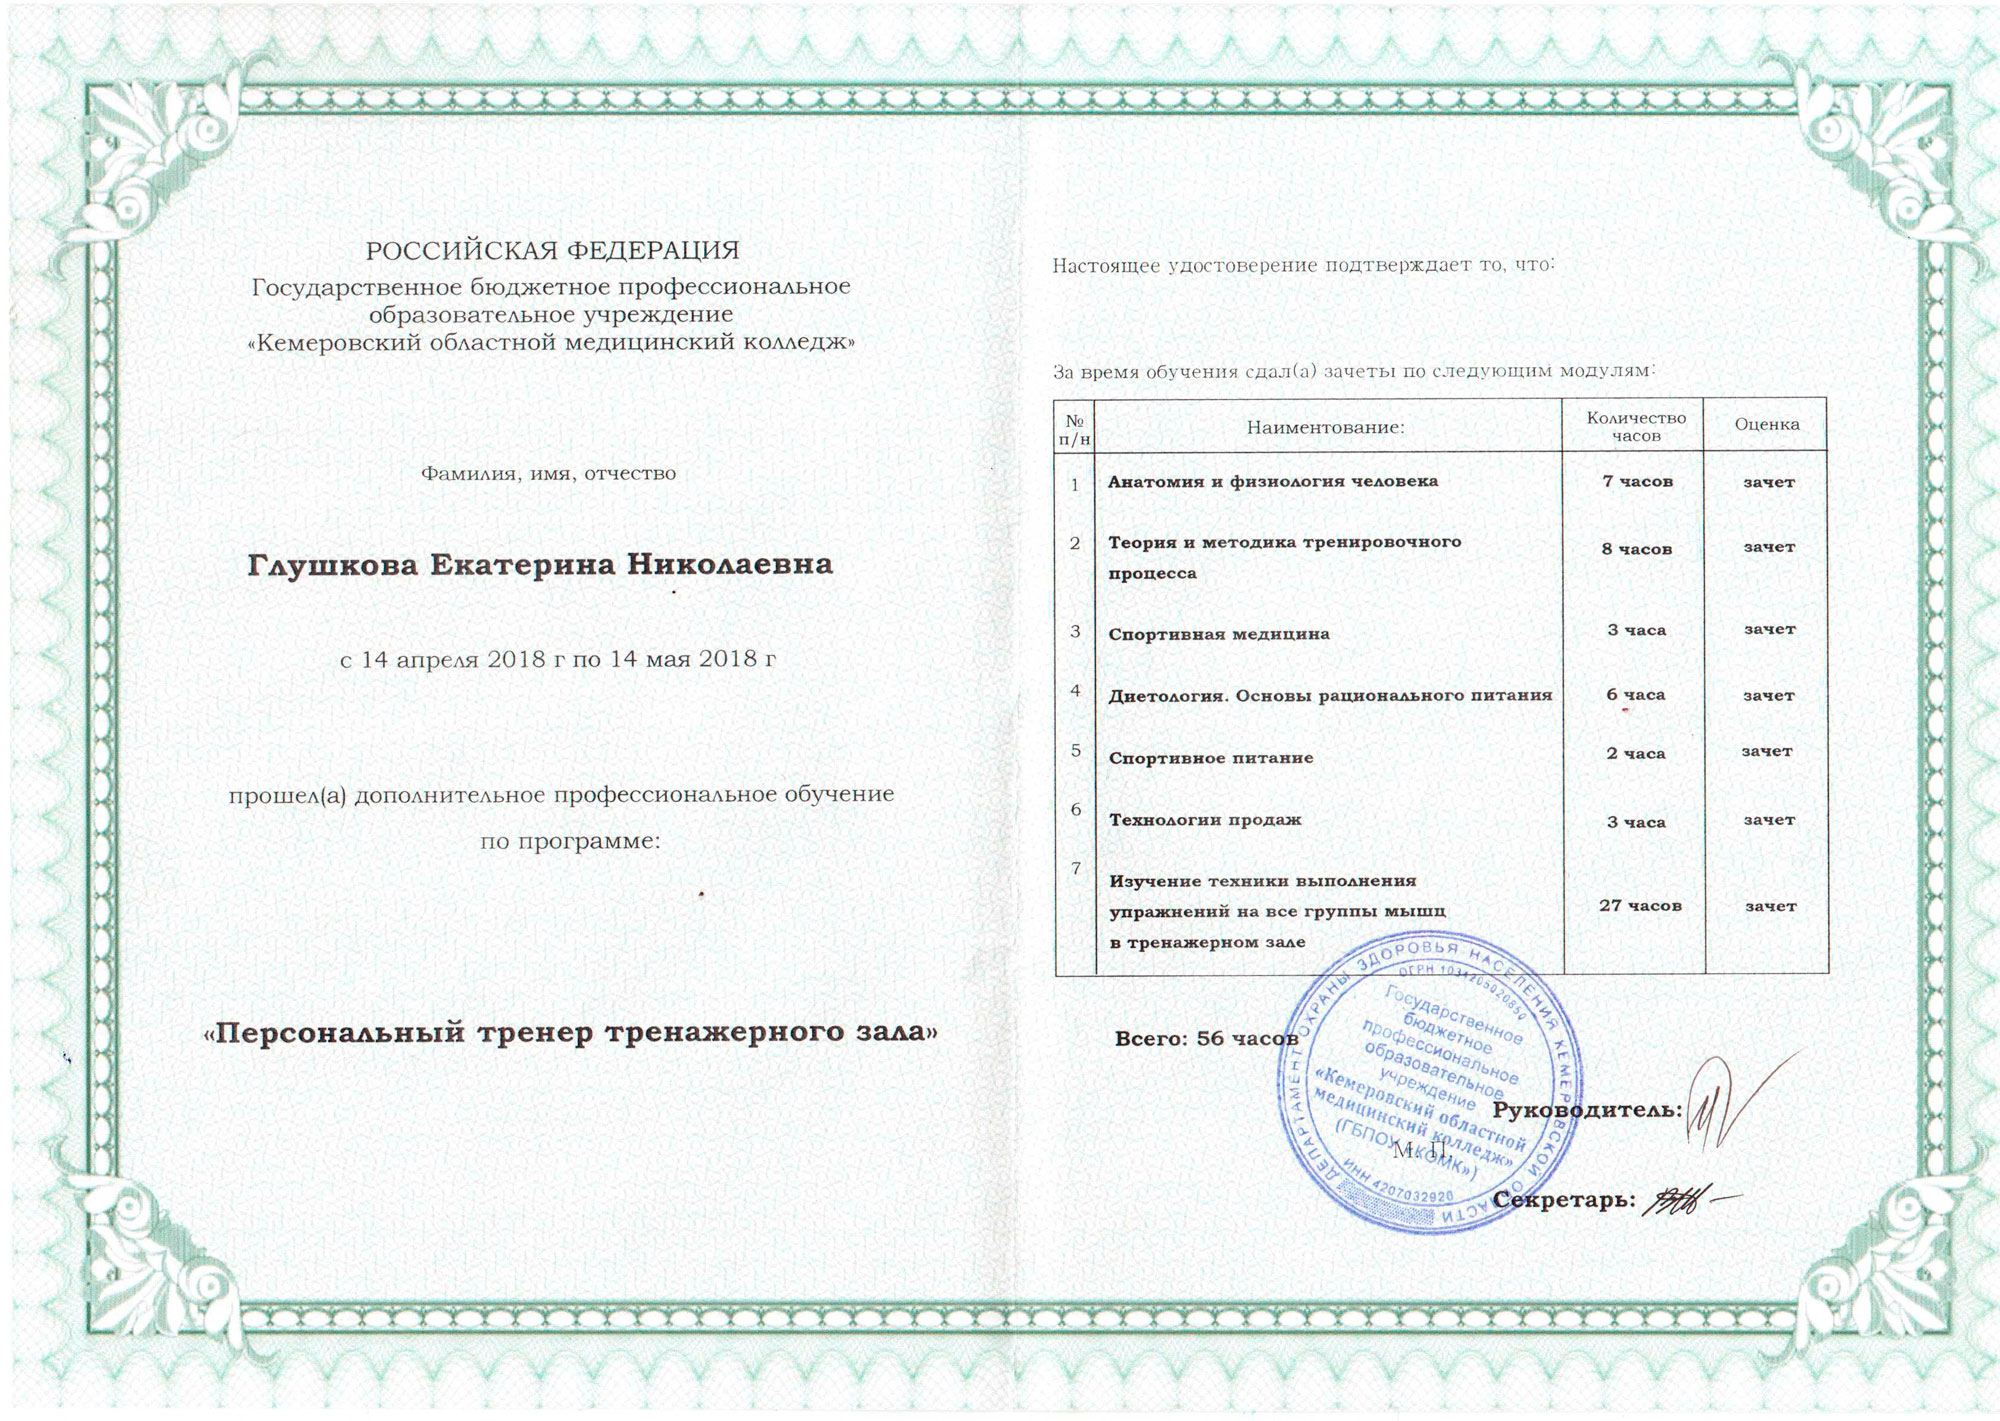 РОССИЙСКАЯ ФЕДЕРАЦИЯ
Государственное бюджетное профессиональное
образовательное учреждение
«Кемеровский областной медицинский колледж»
Фамилия, имя, отчество
Глушкова Екатерина Николаевна
с 14 апреля 2018 г по 14 мая 2018 г
прошел(а) дополнительное профессиональное обучение
по программе:
«Персональный тренер тренажерного зала»
Настоящее удостоверение подтверждает то, что:
За время обучения сдал(а) зачеты по следующим модулям:
№ п/н Наиментование: Количество часов Оценка
1 Анатомия и физиология человека 7 часов зачет
2 Теория и методика тренировочного 8 часов зачет
процесса
3 Спортивная медицина 3 часа зачет
4 Диетология. Основы рационального питания 6 часа зачет
5 Спортивное питание 2 часа зачет
6 Технологии продаж 3 часа зачет
7 Изучение техники выполнения
упражнений на все группы мышц 27 часов зачет
в тренажерном зале
Всего: 56 часов
Руководитель:
М. П.
Секретарь:
ДЕПАРТАМЕНТ ОХРАНЫ ЗДОРОВЬЯ НАСЕЛЕНИЯ КЕМЕРОВСКОЙ ОБЛАСТИ
ОГРН 1034205020850
Государственное
бюджетное
профессиональное
образовательное
учреждение
«Кемеровский областной
медицинский колледж»
(ГБПОУ «КОМК»)
ИНН 4207032920